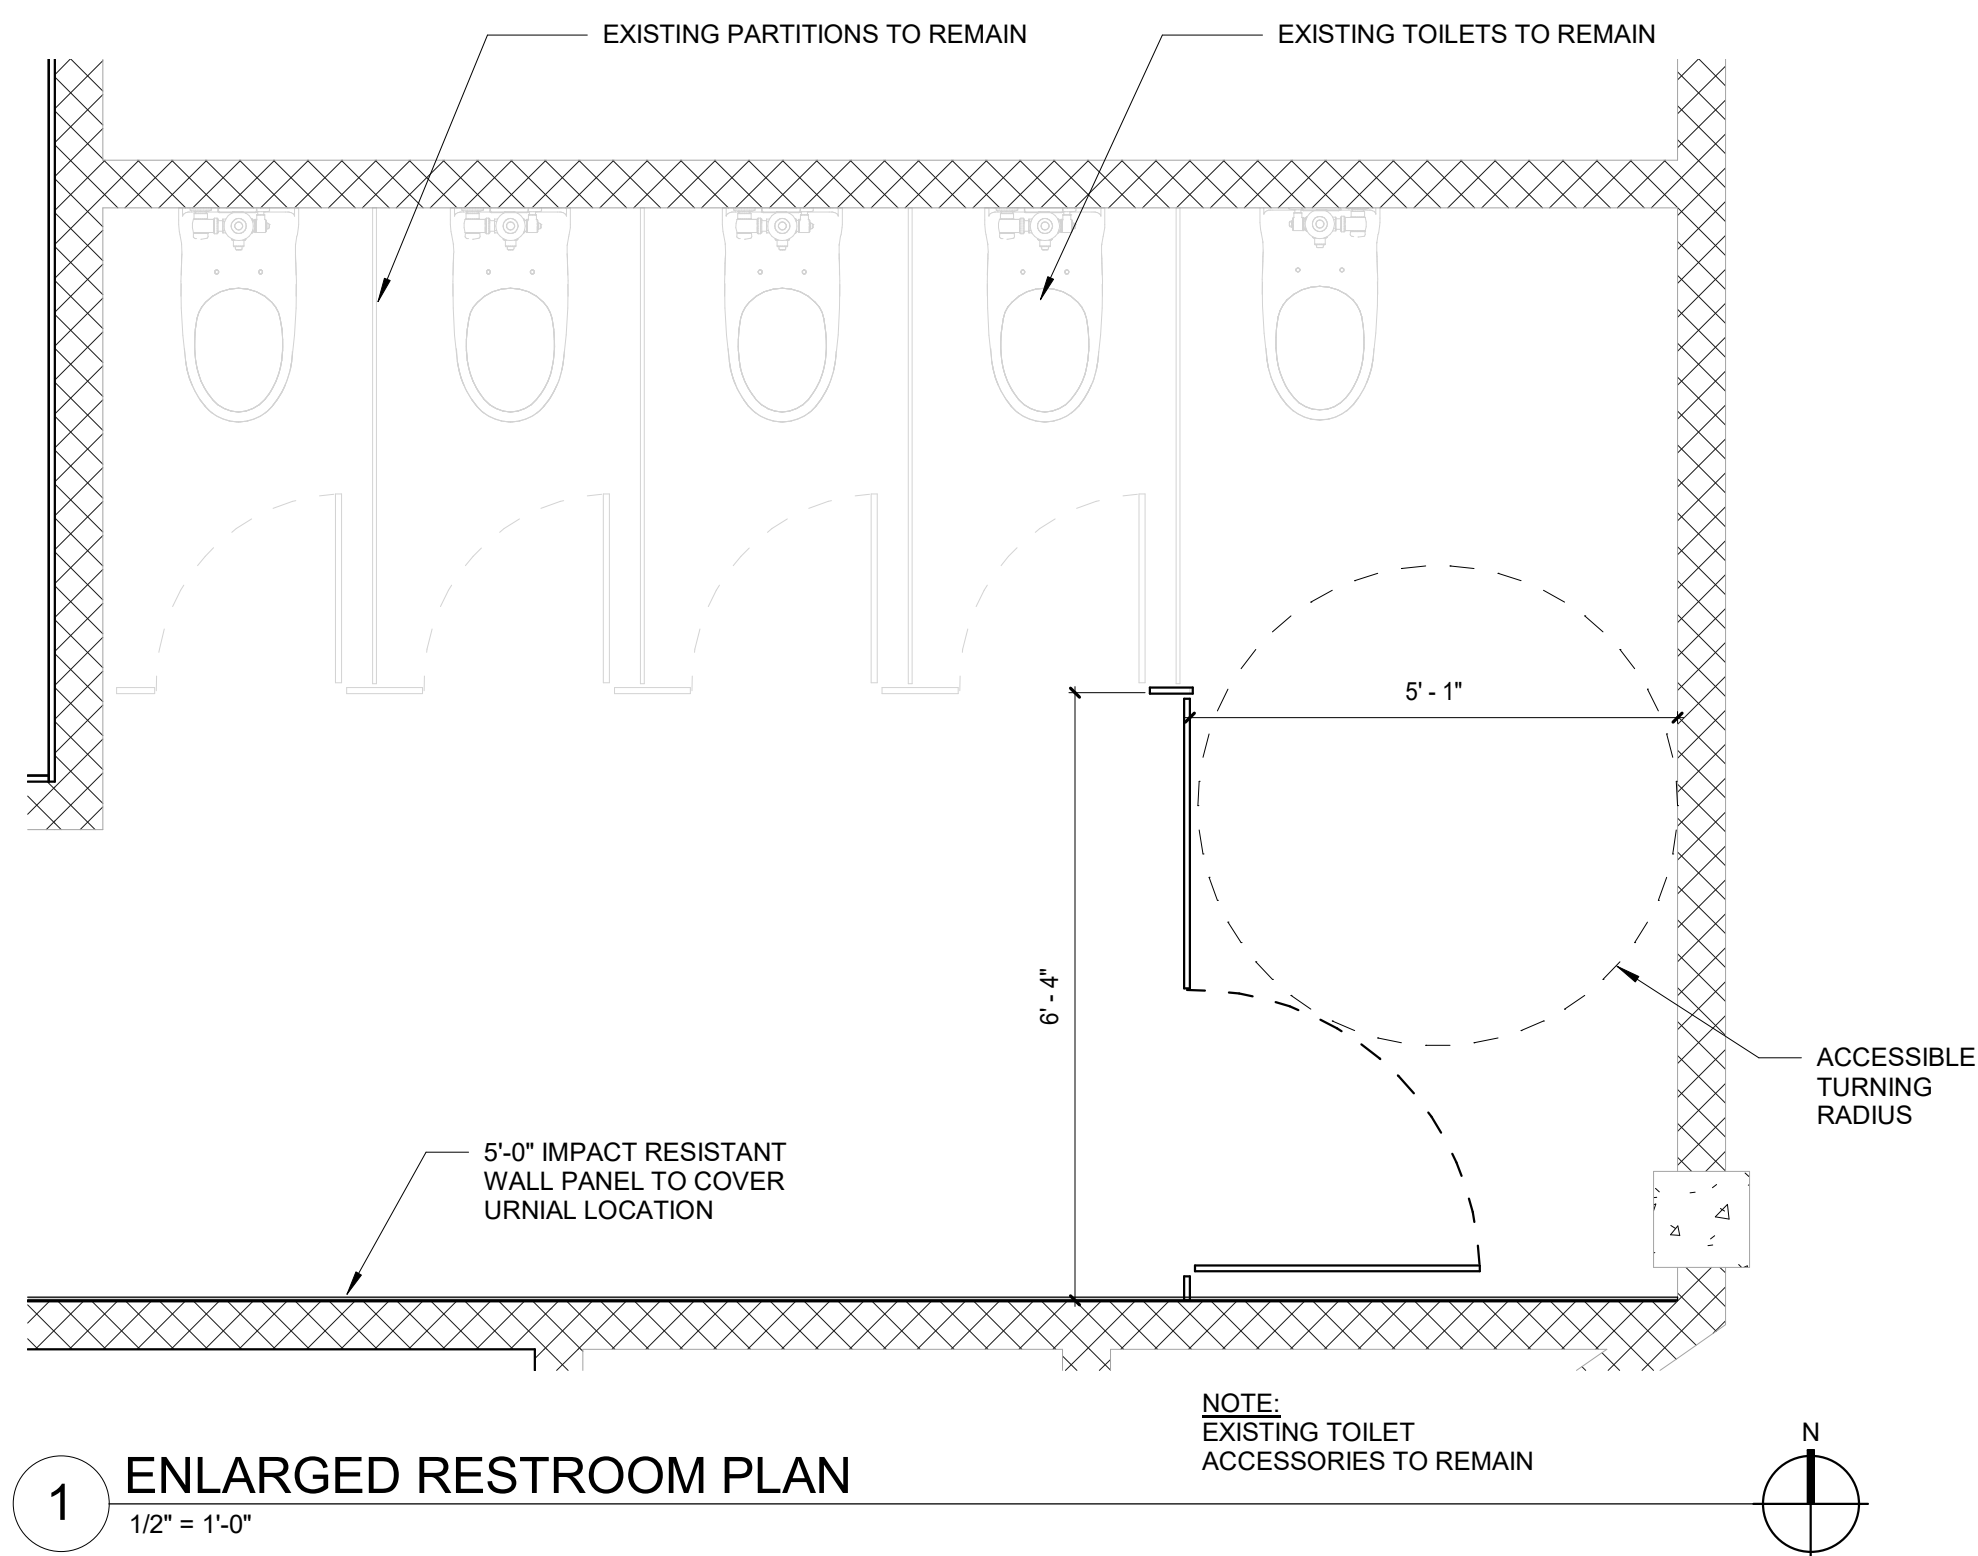 EXISTING PARTITIONS TO REMAIN
EXISTING TOILETS TO REMAIN
5' - 1"
6' - 4"
ACCESSIBLE
TURNING
RADIUS
5'-0" IMPACT RESISTANT
WALL PANEL TO COVER
URNIAL LOCATION
NOTE:
EXISTING TOILET
ACCESSORIES TO REMAIN
N
1
ENLARGED RESTROOM PLAN
1/2" = 1'-0"